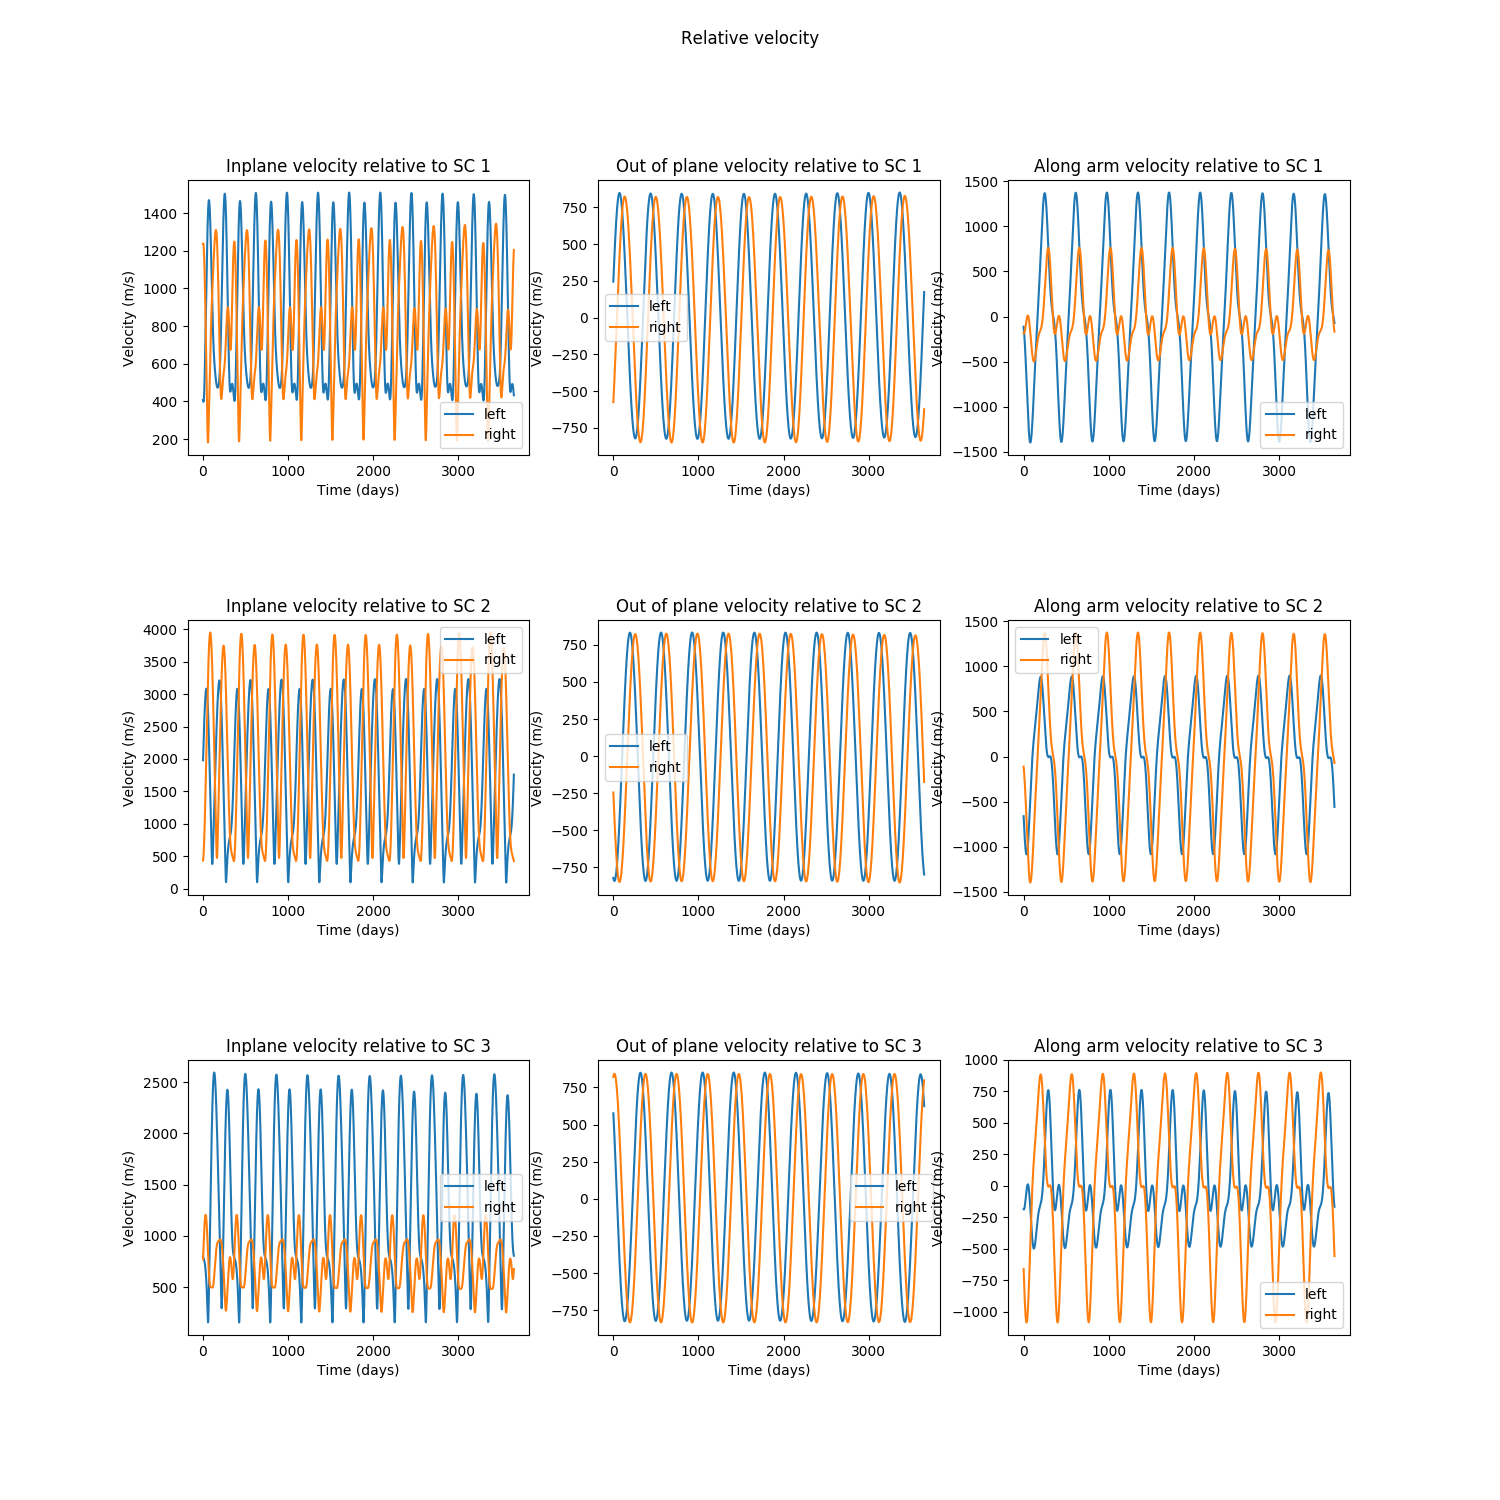 Relative velocity
Inplane velocity relative to SC 1
Out of plane velocity relative to SC 1
Along arm velocity relative to SC 1
Velocity (m/s)
1400
1200
1000
800
600
400
200
0 1000 2000 3000
Time (days)
left
right
Velocity (m/s)
750
500
250
0
−250
−500
−750
0 1000 2000 3000
Time (days)
left
right
Velocity (m/s)
1500
1000
500
0
−500
−1000
−1500
0 1000 2000 3000
Time (days)
left
right
Inplane velocity relative to SC 2
Out of plane velocity relative to SC 2
Along arm velocity relative to SC 2
Velocity (m/s)
4000
3500
3000
2500
2000
1500
1000
500
0
0 1000 2000 3000
Time (days)
left
right
Velocity (m/s)
750
500
250
0
−250
−500
−750
0 1000 2000 3000
Time (days)
left
right
Velocity (m/s)
1500
1000
500
0
−500
−1000
−1500
0 1000 2000 3000
Time (days)
left
right
Inplane velocity relative to SC 3
Out of plane velocity relative to SC 3
Along arm velocity relative to SC 3
Velocity (m/s)
2500
2000
1500
1000
500
0 1000 2000 3000
Time (days)
left
right
Velocity (m/s)
750
500
250
0
−250
−500
−750
0 1000 2000 3000
Time (days)
left
right
Velocity (m/s)
1000
750
500
250
0
−250
−500
−750
−1000
0 1000 2000 3000
Time (days)
left
right